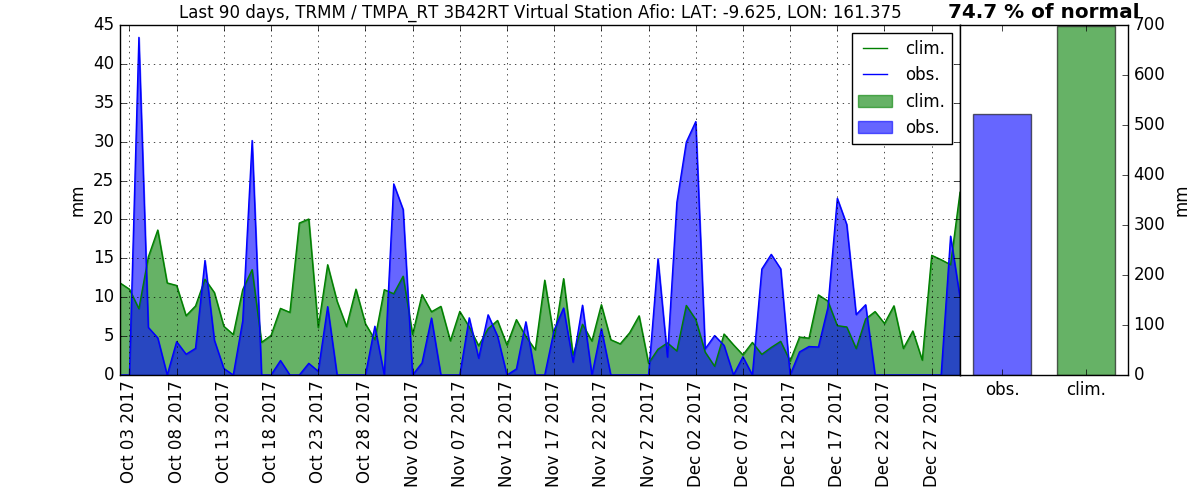 Last 90 days, TRMM / TMPA_RT 3B42RT Virtual Station Afio: LAT: -9.625, LON: 161.375
74.7 % of normal
45
40
35
30
25
20
15
10
5
0
mm
clim.
obs.
clim.
obs.
Oct 03 2017
Oct 08 2017
Oct 13 2017
Oct 18 2017
Oct 23 2017
Oct 28 2017
Nov 02 2017
Nov 07 2017
Nov 12 2017
Nov 17 2017
Nov 22 2017
Nov 27 2017
Dec 02 2017
Dec 07 2017
Dec 12 2017
Dec 17 2017
Dec 22 2017
Dec 27 2017
obs.
clim.
700
600
500
400
300
200
100
0
mm